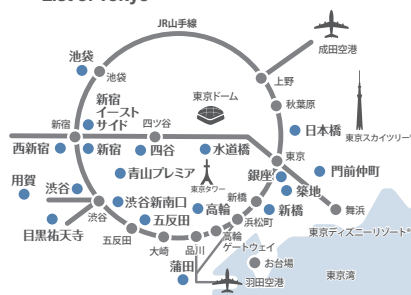 List of Tokyo
JR山手線
成田空港
池袋
池袋
上野
新宿
イースト
サイド
東京ドーム
秋葉原
新宿
四ツ谷
日本橋
東京スカイツリー®
西新宿
新宿
四谷
水道橋
東京
青山プレミア
東京タワー
銀座
門前仲町
用賀
渋谷
築地
渋谷
渋谷新南口
高輪
新橋
新橋
舞浜
目黒祐天寺
五反田
浜松町
東京ディズニーリゾート®
五反田
大崎
品川
高輪
ゲートウェイ
お台場
蒲田
羽田空港
東京湾